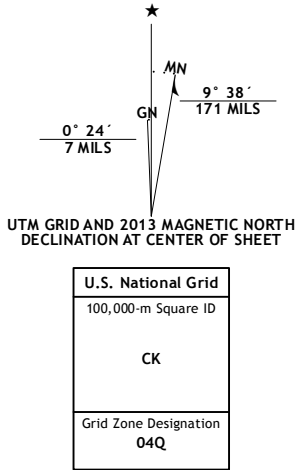 MN
GN
9° 38´
171 MILS
0° 24´
7 MILS
UTM GRID AND 2013 MAGNETIC NORTH
DECLINATION AT CENTER OF SHEET
U.S. National Grid
100,000-m Square ID
CK
Grid Zone Designation
04Q